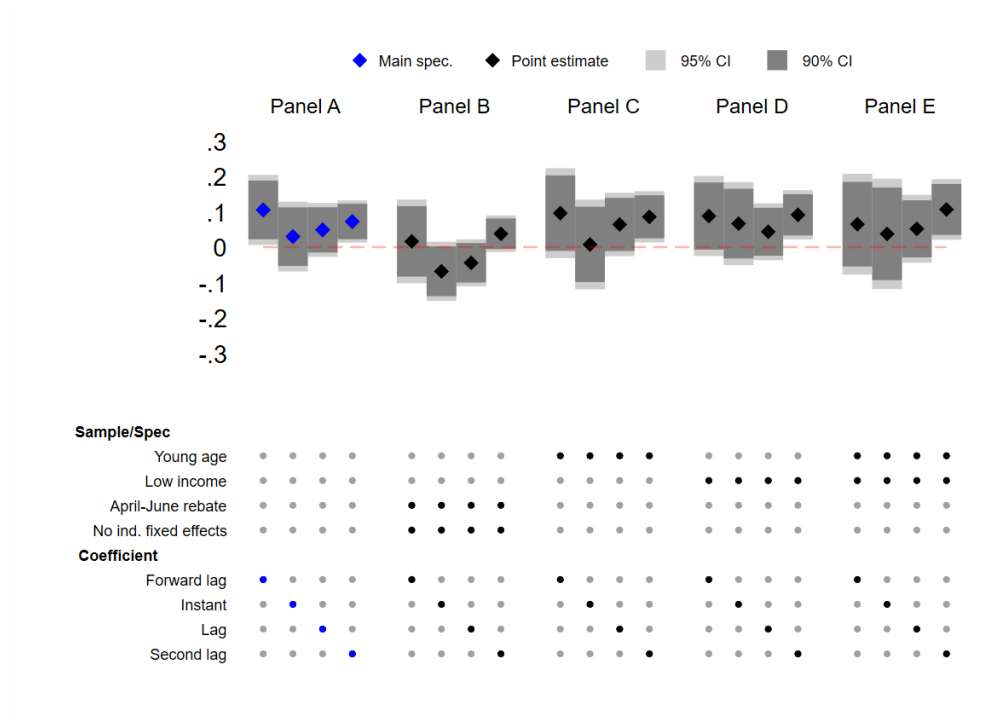 Main spec. Point estimate 95% CI 90% CI
Panel A Panel B Panel C Panel D Panel E
.3
.2
.1
0
-.1
-.2
-.3
Sample/Spec
Young age
Low income
April-June rebate
No ind. fixed effects
Coefficient
Forward lag
Instant
Lag
Second lag